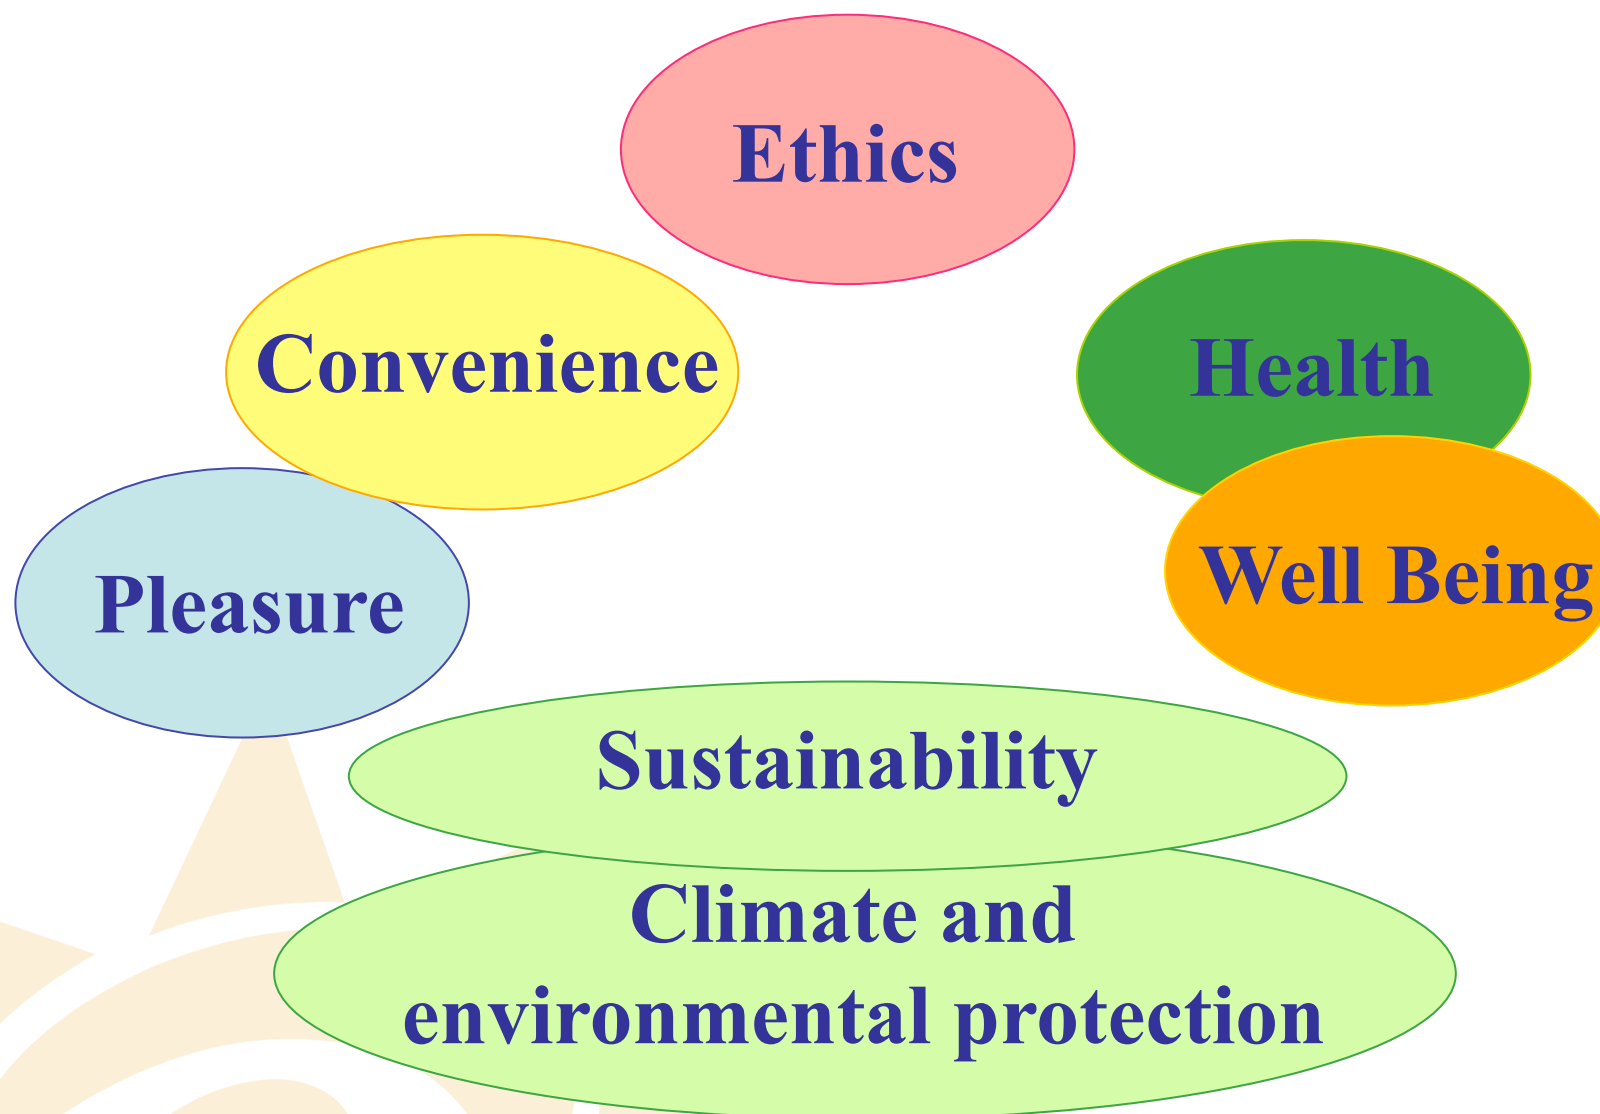 Ethics
Convenience
Health
Pleasure
Well Being
Sustainability
Climate and
environmental protection